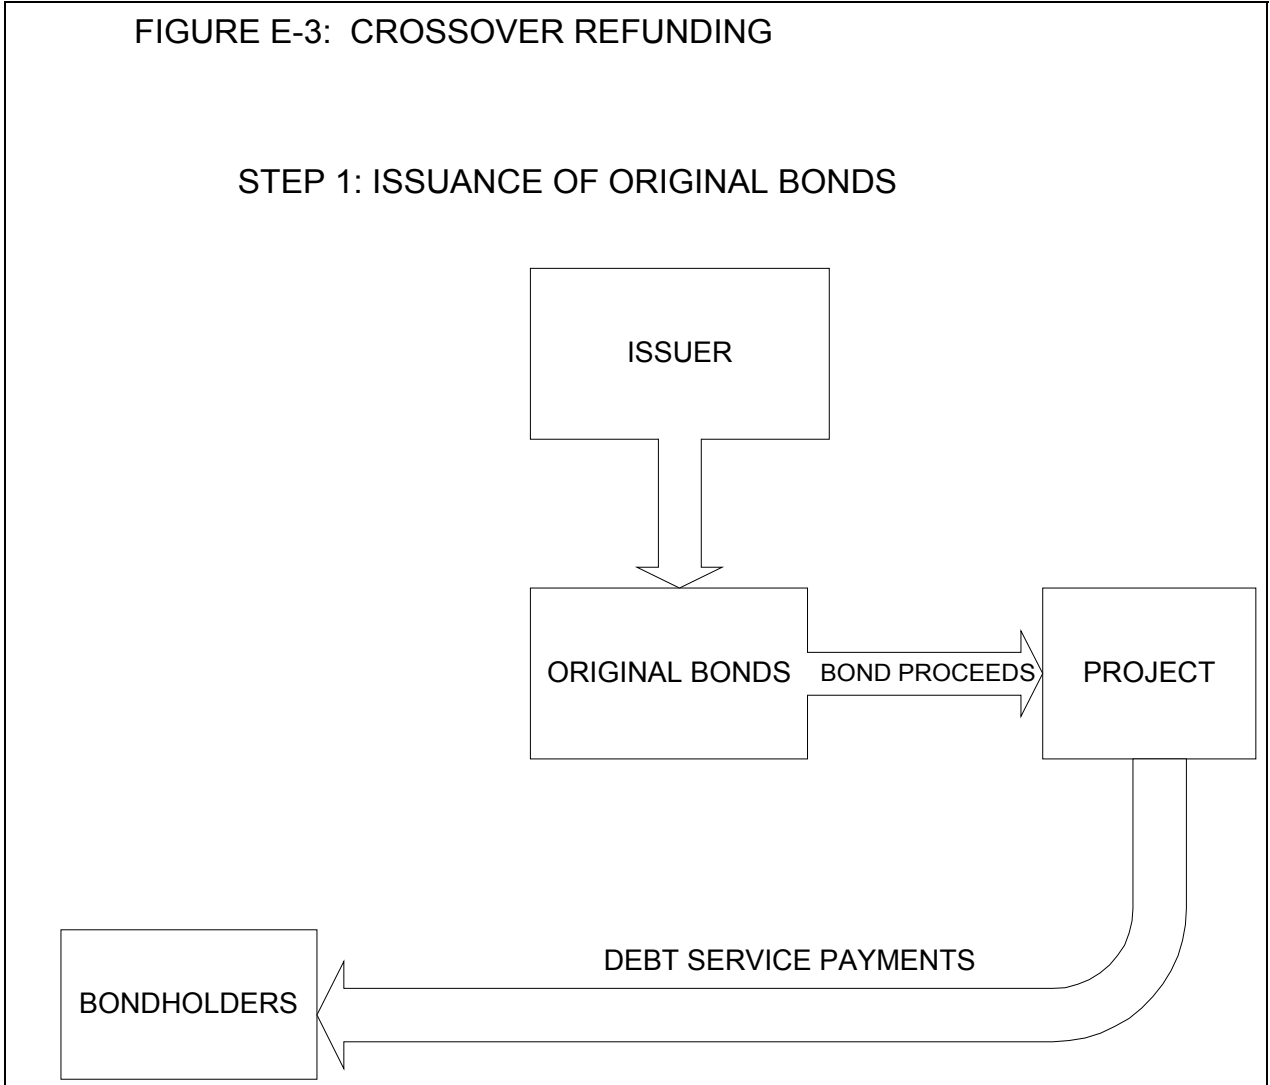 FIGURE E-3: CROSSOVER REFUNDING
STEP 1: ISSUANCE OF ORIGINAL BONDS
ISSUER
ORIGINAL BONDS
BOND PROCEEDS
PROJECT
DEBT SERVICE PAYMENTS
BONDHOLDERS